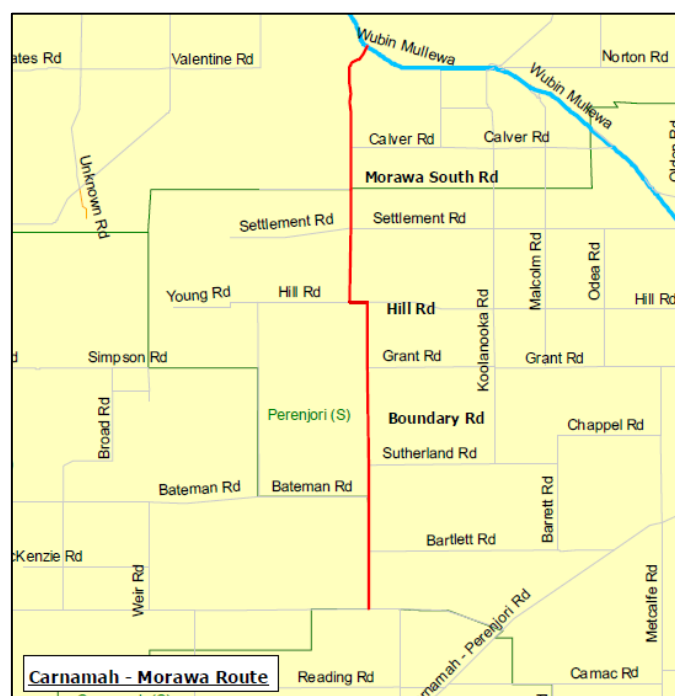 Wubin Mullewa
ates Rd
Valentine Rd
Norton Rd
Wubin Mullewa
Calver Rd
Calver Rd
Olden Rd
Unknown Rd
Morawa South Rd
Settlement Rd
Settlement Rd
Malcolm Rd
Odea Rd
Young Rd
Hill Rd
Hill Rd
Hill Rd
Koolanooka Rd
d
Simpson Rd
Grant Rd
Grant Rd
Broad Rd
Perenjori (S)
Boundary Rd
Chappel Rd
Sutherland Rd
Bateman Rd
Bateman Rd
Barrett Rd
Bartlett Rd
cKenzie Rd
Weir Rd
Metcalfe Rd
namah - Perenjori Rd
Carnamah - Morawa Route
Reading Rd
Camac Rd